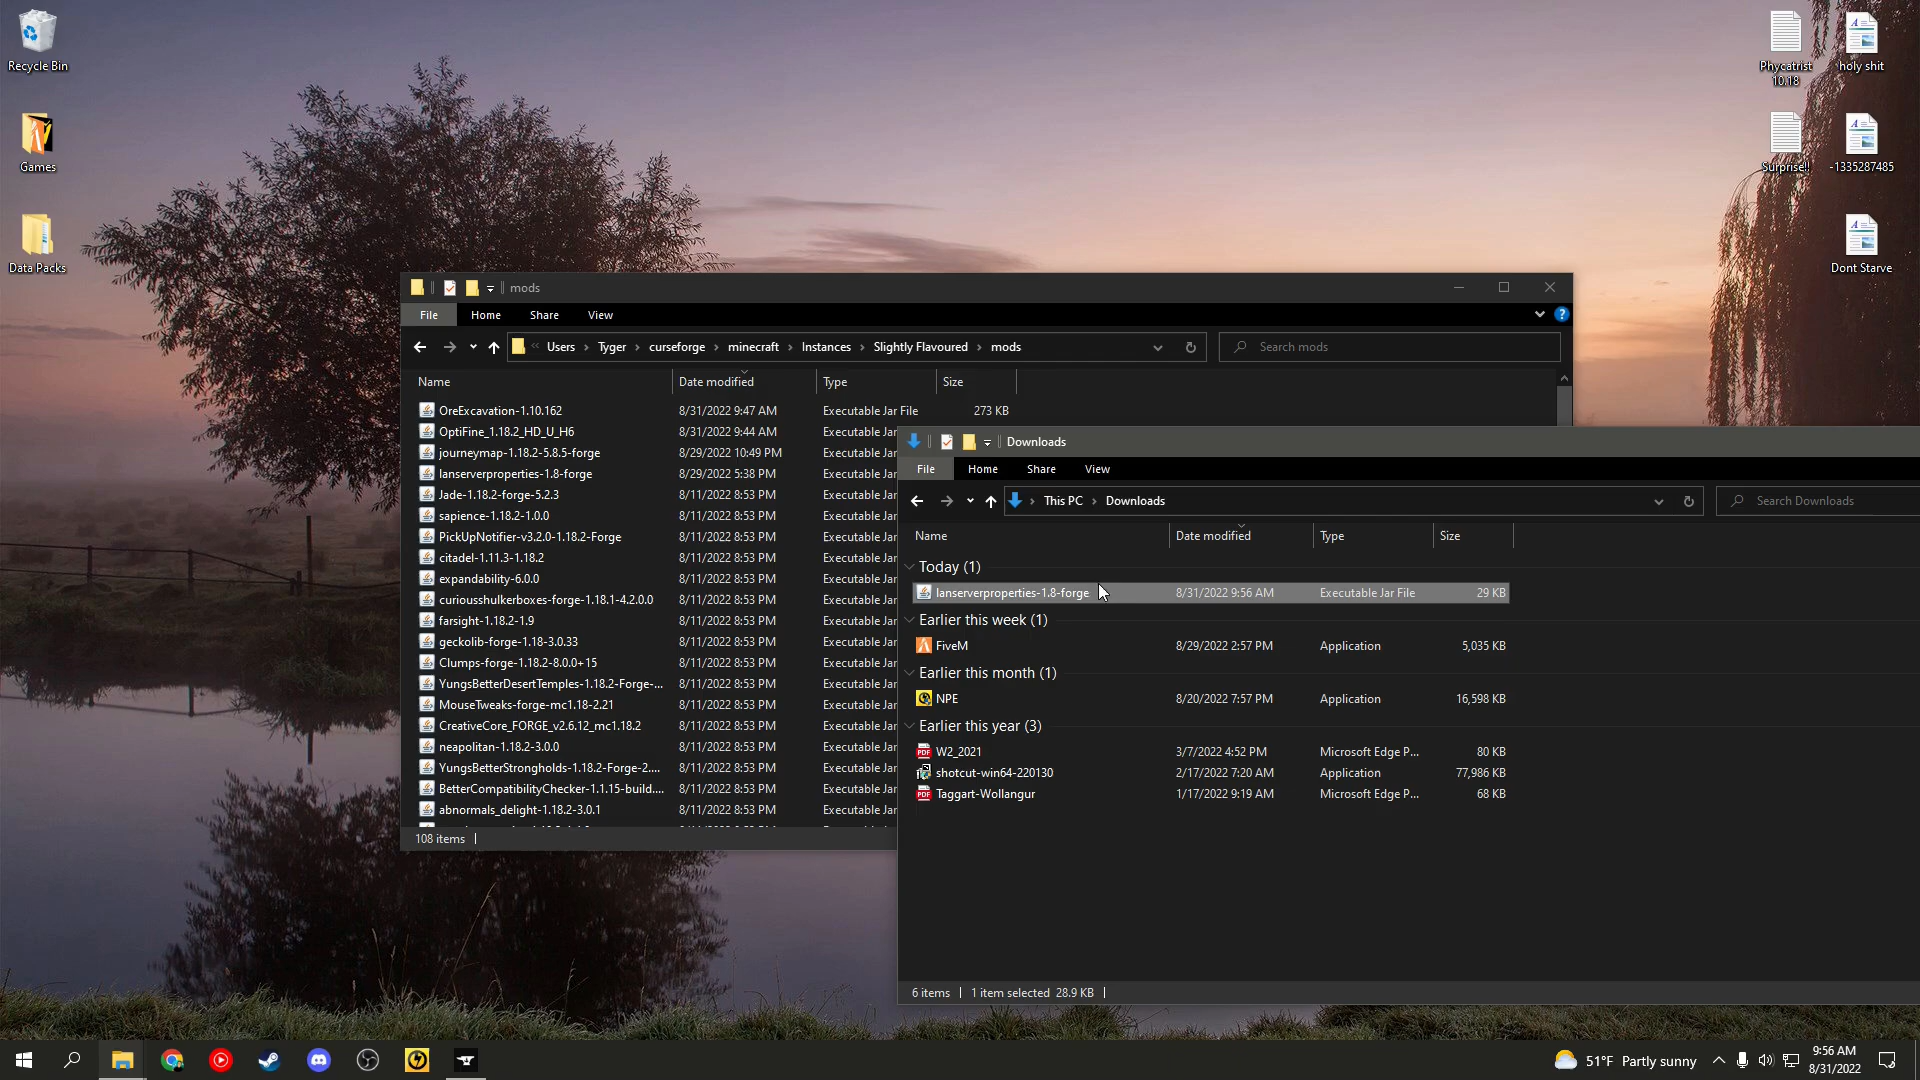 Recycle Bin
Games
Data Packs
Phycatrist
10.18
holy shit
Surprise!!
-1335287485
Dont Starve
mods
File Home Share View
Users Tyger curseforge minecraft Instances Slightly Flavoured mods
Search mods
Name Date modified Type Size
OreExcavation-1.10.162 8/31/2022 9:47 AM Executable Jar File 273 KB
OptiFine_1.18.2_HD_U_H6 8/31/2022 9:44 AM Executable Jar
journeymap-1.18.2-5.8.5-forge 8/29/2022 10:49 PM Executable Jar
lanserverproperties-1.8-forge 8/29/2022 5:38 PM Executable Jar
Jade-1.18.2-forge-5.2.3 8/11/2022 8:53 PM Executable Jar
sapience-1.18.2-1.0.0 8/11/2022 8:53 PM Executable Jar
PickUpNotifier-v3.2.0-1.18.2-Forge 8/11/2022 8:53 PM Executable Jar
citadel-1.11.3-1.18.2 8/11/2022 8:53 PM Executable Jar
expandability-6.0.0 8/11/2022 8:53 PM Executable Jar
curiousshulkerboxes-forge-1.18.1-4.2.0.0 8/11/2022 8:53 PM Executable Jar
farsight-1.18.2-1.9 8/11/2022 8:53 PM Executable Jar
geckolib-forge-1.18-3.0.33 8/11/2022 8:53 PM Executable Jar
Clumps-forge-1.18.2-8.0.0+15 8/11/2022 8:53 PM Executable Jar
YungsBetterDesertTemples-1.18.2-Forge-... 8/11/2022 8:53 PM Executable Jar
MouseTweaks-forge-mc1.18-2.21 8/11/2022 8:53 PM Executable Jar
CreativeCore_FORGE_v2.6.12_mc1.18.2 8/11/2022 8:53 PM Executable Jar
neapolitan-1.18.2-3.0.0 8/11/2022 8:53 PM Executable Jar
YungsBetterStrongholds-1.18.2-Forge-2.... 8/11/2022 8:53 PM Executable Jar
BetterCompatibilityChecker-1.1.15-build.... 8/11/2022 8:53 PM Executable Jar
abnormals_delight-1.18.2-3.0.1 8/11/2022 8:53 PM Executable Jar
108 items
Downloads
File Home Share View
This PC Downloads
Search Downloads
Name Date modified Type Size
Today (1)
lanserverproperties-1.8-forge 8/31/2022 9:56 AM Executable Jar File 29 KB
Earlier this week (1)
FiveM 8/29/2022 2:57 PM Application 5,035 KB
Earlier this month (1)
NPE 8/20/2022 7:57 PM Application 16,598 KB
Earlier this year (3)
W2_2021 3/7/2022 4:52 PM Microsoft Edge P... 80 KB
shotcut-win64-220130 2/17/2022 7:20 AM Application 77,986 KB
Taggart-Wollangur 1/17/2022 9:19 AM Microsoft Edge P... 68 KB
6 items 1 item selected 28.9 KB
51°F Partly sunny
9:56 AM
8/31/2022